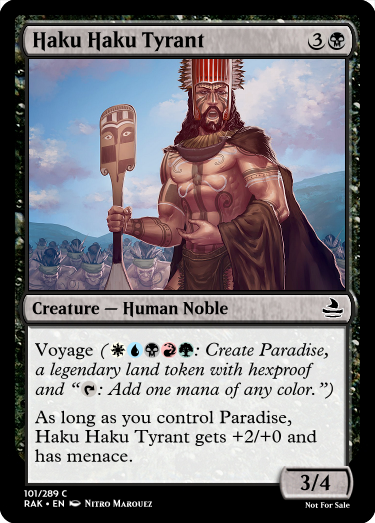 Haku Haku Tyrant 3
Creature — Human Noble
Voyage (: Create Paradise,
a legendary land token with hexproof
and “: Add one mana of any color.”)
As long as you control Paradise,
Haku Haku Tyrant gets +2/+0 and
has menace.
3/4
101/289 C
RAK • EN Nitro Marquez
Not For Sale